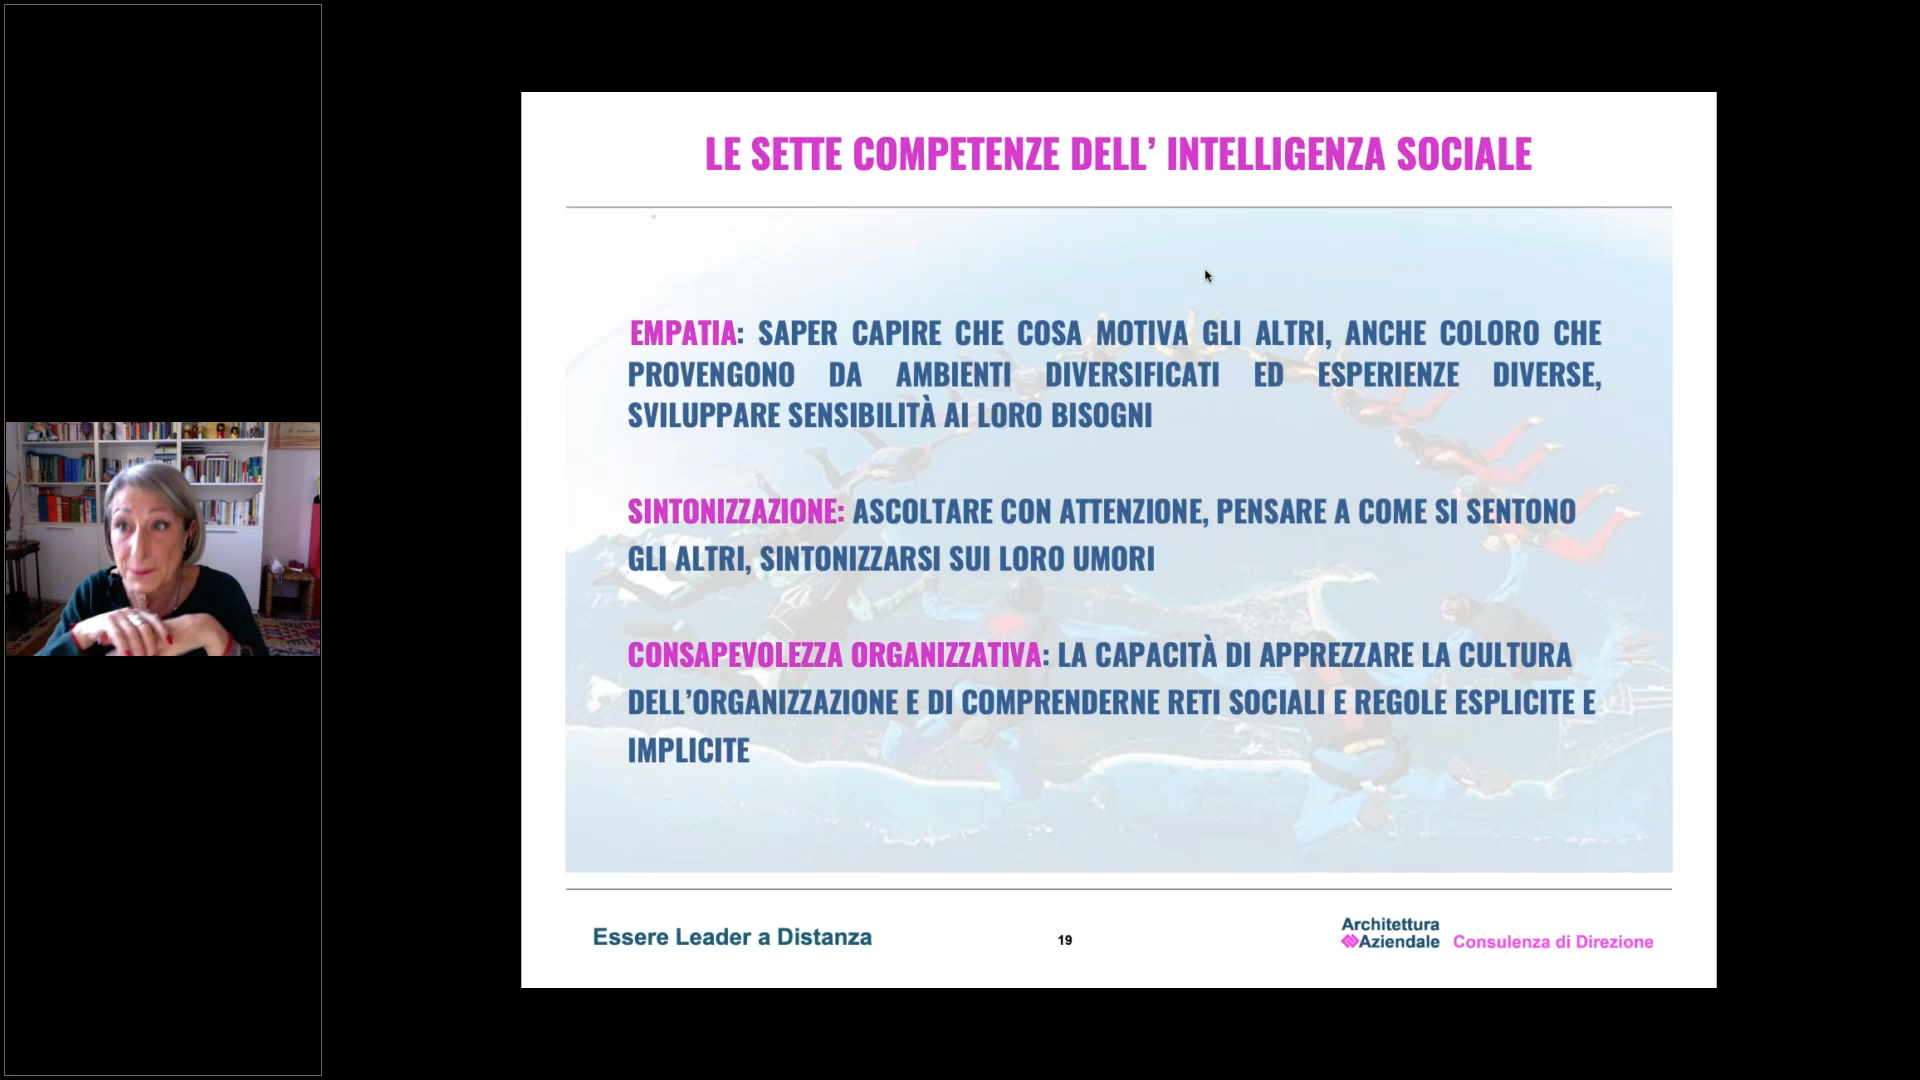 LE SETTE COMPETENZE DELL’ INTELLIGENZA SOCIALE
EMPATIA: SAPER CAPIRE CHE COSA MOTIVA GLI ALTRI, ANCHE COLORO CHE
PROVENGONO DA AMBIENTI DIVERSIFICATI ED ESPERIENZE DIVERSE,
SVILUPPARE SENSIBILITÀ AI LORO BISOGNI
SINTONIZZAZIONE: ASCOLTARE CON ATTENZIONE, PENSARE A COME SI SENTONO
GLI ALTRI, SINTONIZZARSI SUI LORO UMORI
CONSAPEVOLEZZA ORGANIZZATIVA: LA CAPACITÀ DI APPREZZARE LA CULTURA
DELL’ORGANIZZAZIONE E DI COMPRENDERNE RETI SOCIALI E REGOLE ESPLICITE E
IMPLICITE
Essere Leader a Distanza
19
Architettura
Aziendale Consulenza di Direzione